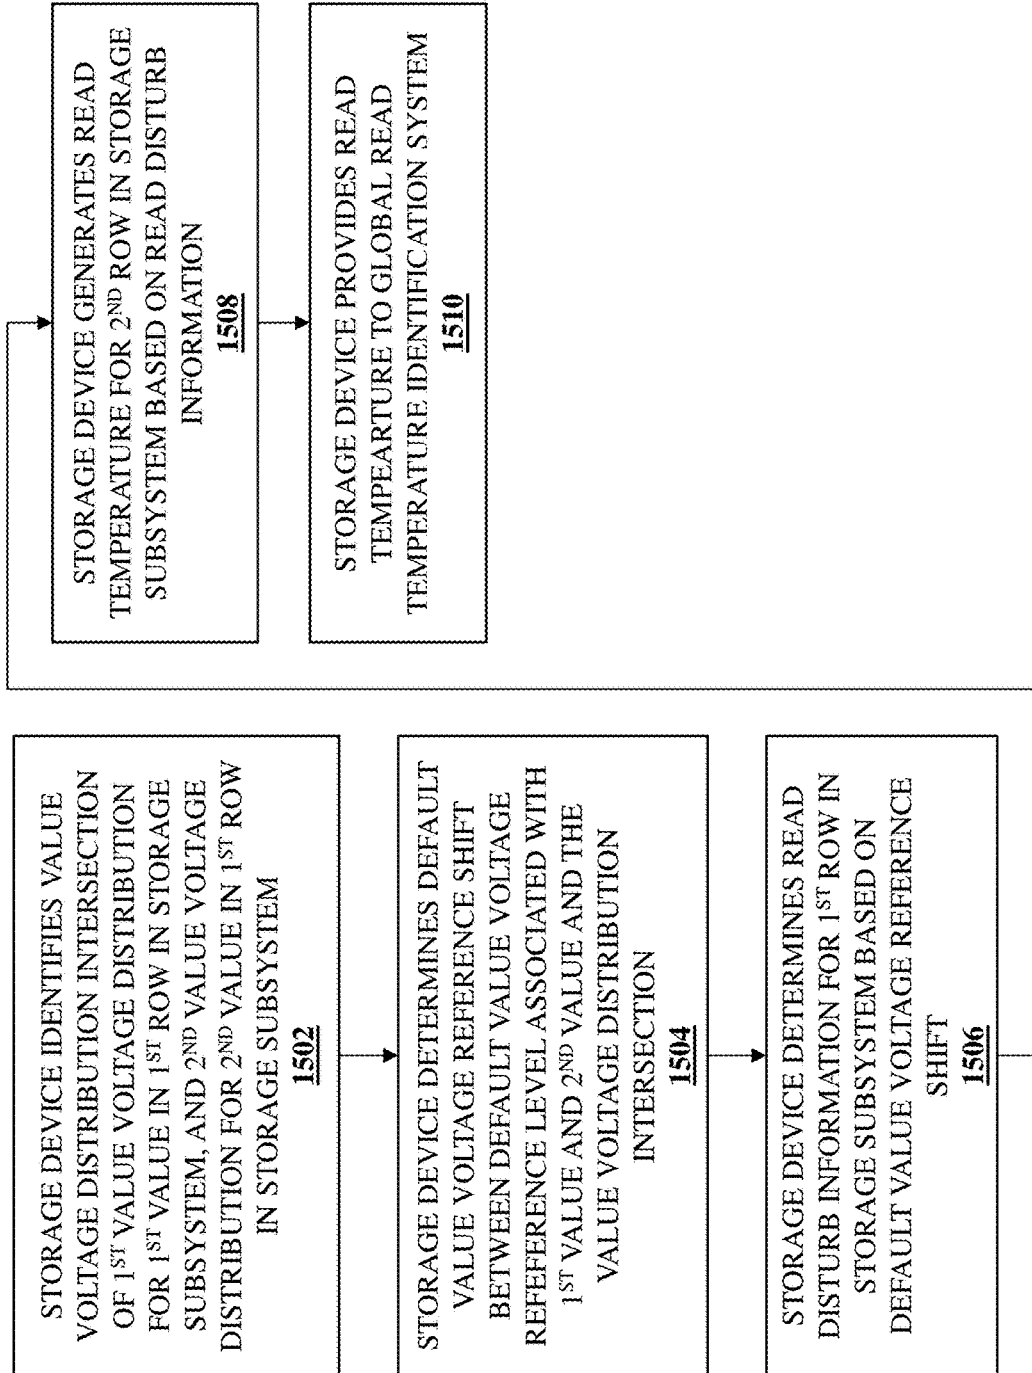 STORAGE DEVICE IDENTIFIES VALUE
VOLTAGE DISTRIBUTION INTERSECTION
OF 1ST VALUE VOLTAGE DISTRIBUTION
FOR 1ST VALUE IN 1ST ROW IN STORAGE
SUBSYSTEM, AND 2ND VALUE VOLTAGE
DISTRIBUTION FOR 2ND VALUE IN 1ST ROW
IN STORAGE SUBSYSTEM
1502
STORAGE DEVICE DETERMINES DEFAULT
VALUE VOLTAGE REFERENCE SHIFT
BETWEEN DEFAULT VALUE VOLTAGE
REFEFERENCE LEVEL ASSOCIATED WITH
1ST VALUE AND 2ND VALUE AND THE
VALUE VOLTAGE DISTRIBUTION
INTERSECTION
1504
STORAGE DEVICE DETERMINES READ
DISTURB INFORMATION FOR 1ST ROW IN
STORAGE SUBSYSTEM BASED ON
DEFAULT VALUE VOLTAGE REFERENCE
SHIFT
1506
STORAGE DEVICE GENERATES READ
TEMPERATURE FOR 2ND ROW IN STORAGE
SUBSYSTEM BASED ON READ DISTURB
INFORMATION
1508
STORAGE DEVICE PROVIDES READ
TEMPEARTURE TO GLOBAL READ
TEMPERATURE IDENTIFICATION SYSTEM
1510